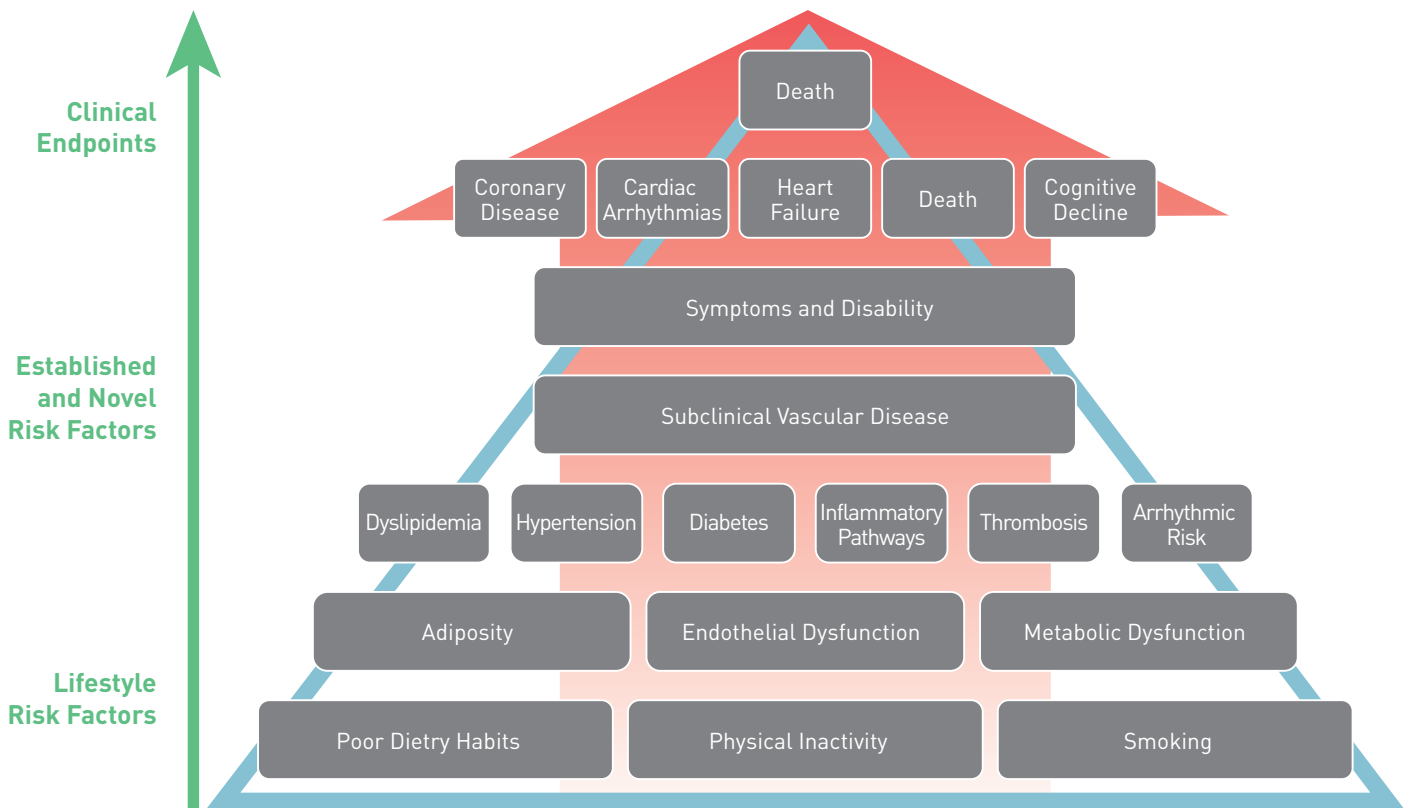 Clinical
Endpoints
Death
Coronary
Disease
Cardiac
Arrhythmias
Heart
Failure
Death
Cognitive
Decline
Symptoms and Disability
Established
and Novel
Risk Factors
Subclinical Vascular Disease
Dyslipidemia
Hypertension
Diabetes
Inflammatory
Pathways
Thrombosis
Arrhythmic
Risk
Adiposity
Endothelial Dysfunction
Metabolic Dysfunction
Lifestyle
Risk Factors
Poor Dietry Habits
Physical Inactivity
Smoking